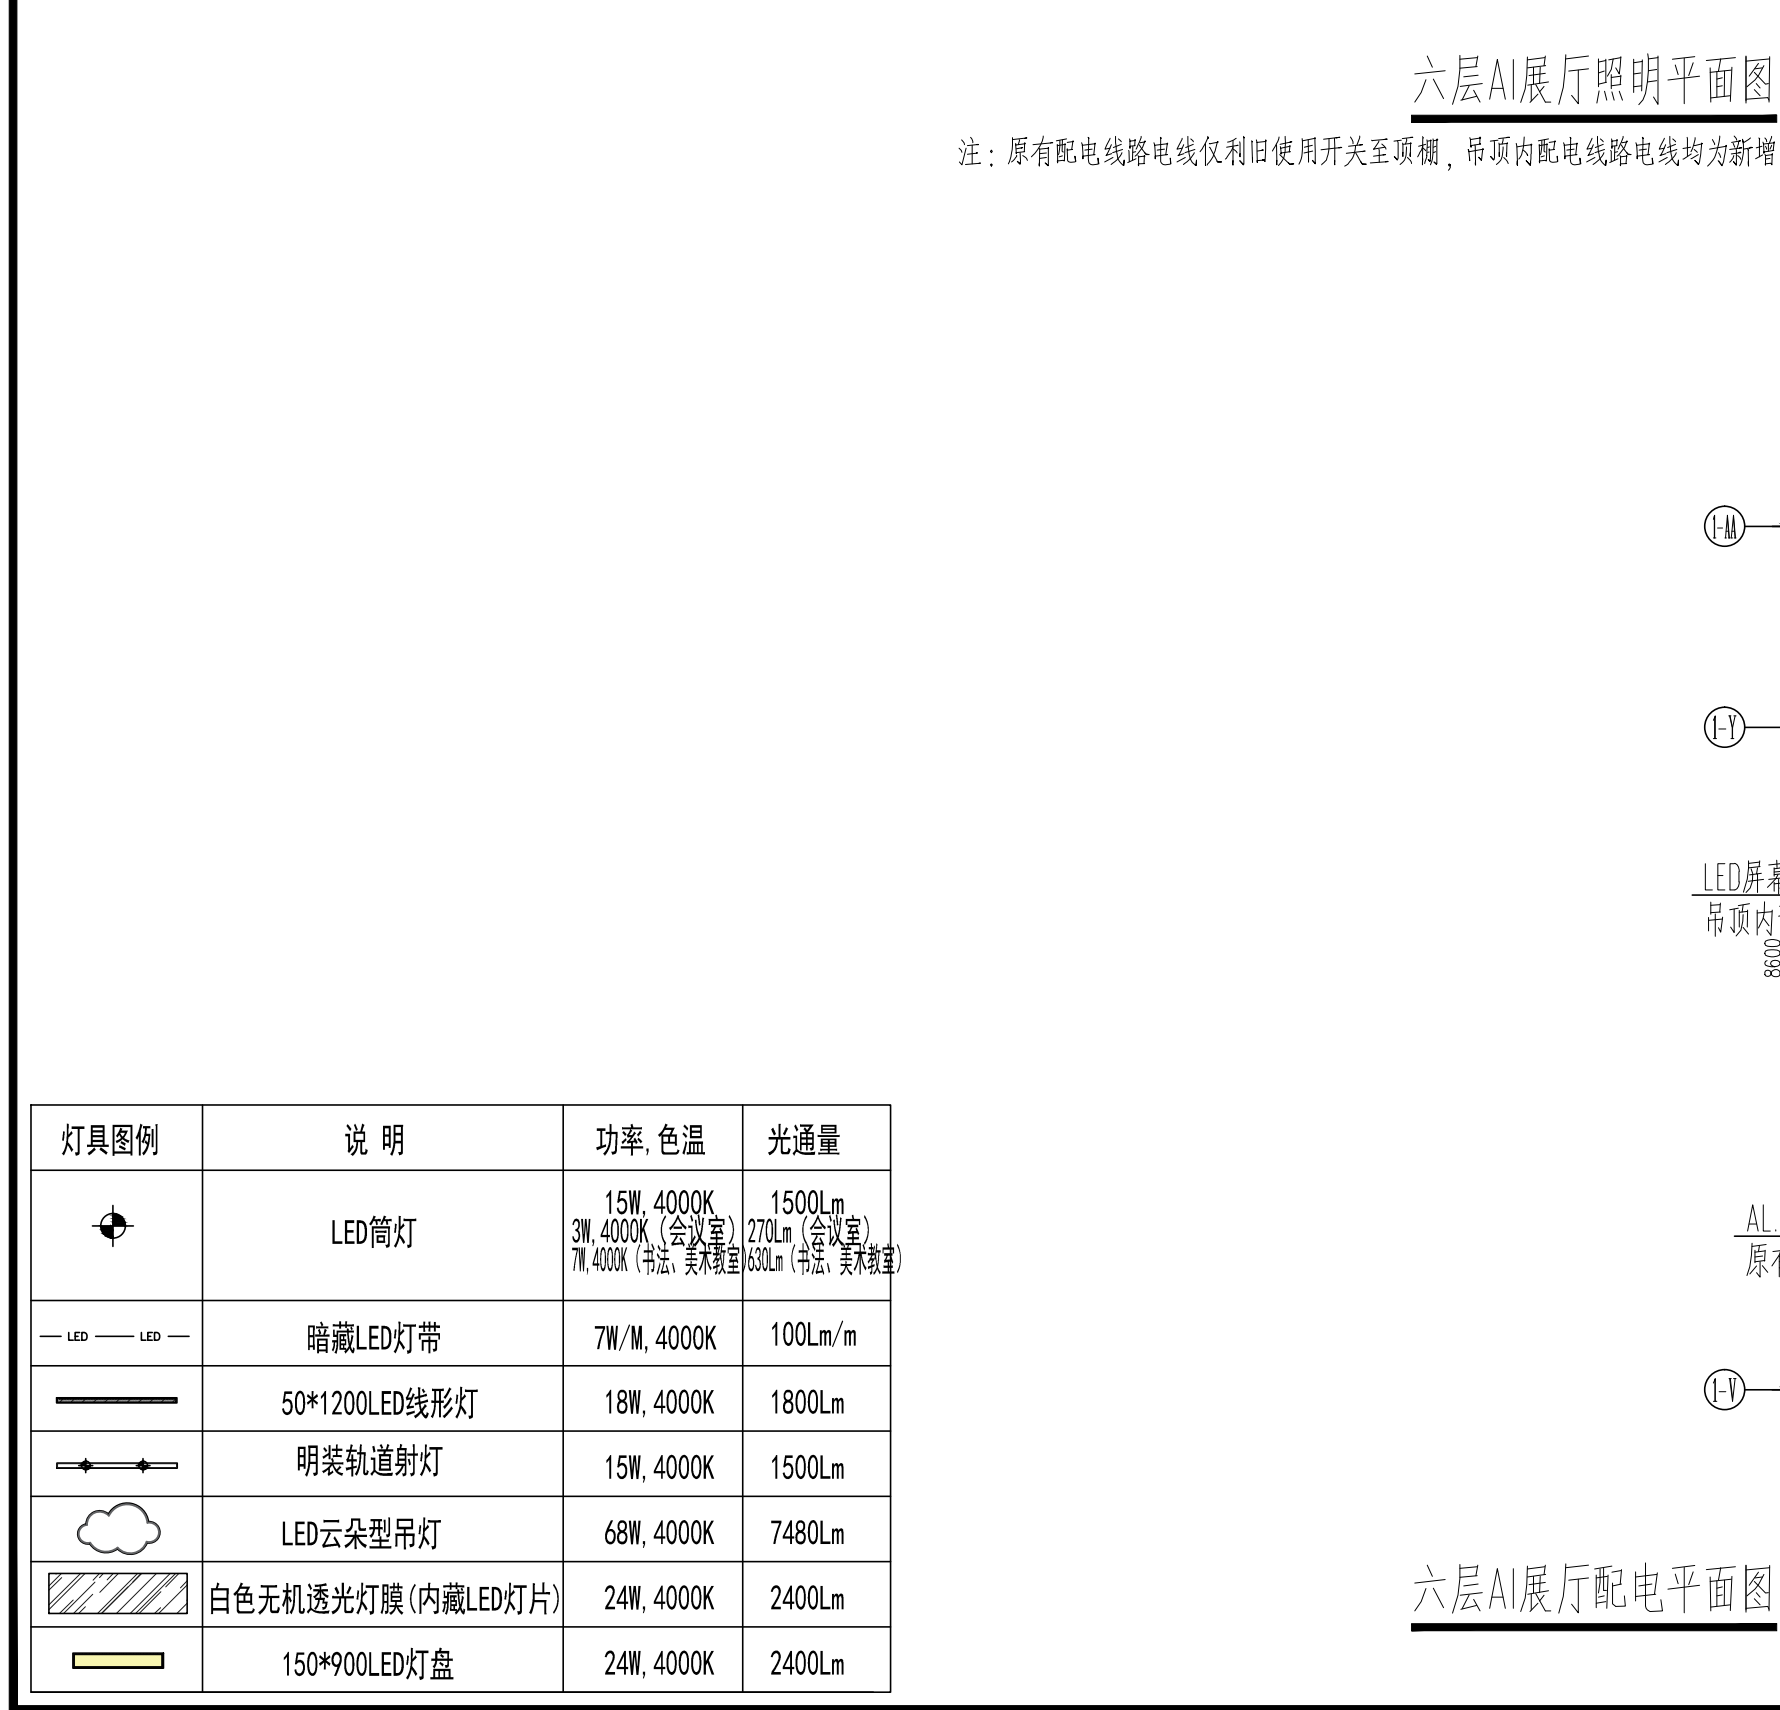 六层AI展厅照明平面图
注：原有配电线路电线仅利旧使用开关至顶棚，吊顶内配电线路电线均为新增
1-AA
1-Y
LED屏幕
吊顶内
8600
AL.
原有
1-V
六层AI展厅配电平面图
灯具图例 说 明 功率,色温 光通量
LED筒灯 15W,4000K 1500Lm
3W,4000K（会议室） 270Lm（会议室）
7W,4000K（书法、美术教室） 630Lm（书法、美术教室）
LED LED 暗藏LED灯带 7W/M,4000K 100Lm/m
50*1200LED线形灯 18W,4000K 1800Lm
明装轨道射灯 15W,4000K 1500Lm
LED云朵型吊灯 68W,4000K 7480Lm
白色无机透光灯膜(内藏LED灯片) 24W,4000K 2400Lm
150*900LED灯盘 24W,4000K 2400Lm